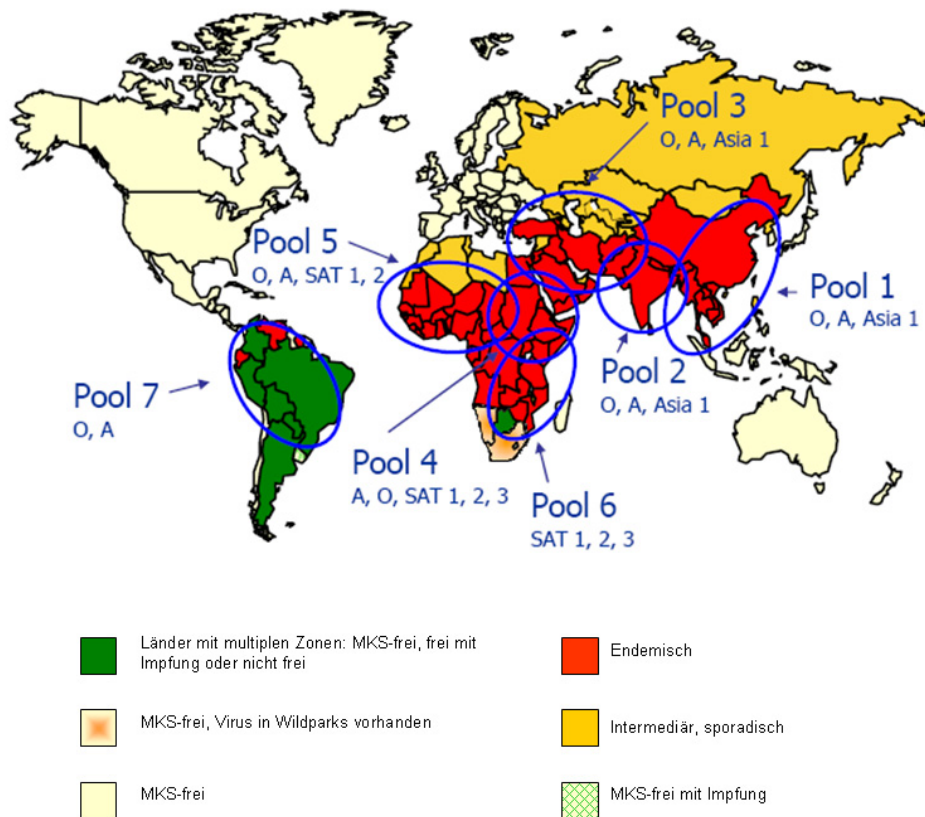 Pool 3
O, A, Asia 1
Pool 5
O, A, SAT 1, 2
Pool 1
O, A, Asia 1
Pool 2
O, A, Asia 1
Pool 7
O, A
Pool 4
A, O, SAT 1, 2, 3
Pool 6
SAT 1, 2, 3
Länder mit multiplen Zonen: MKS-frei, frei mit
Impfung oder nicht frei
Endemisch
MKS-frei, Virus in Wildparks vorhanden
Intermediär, sporadisch
MKS-frei
MKS-frei mit Impfung